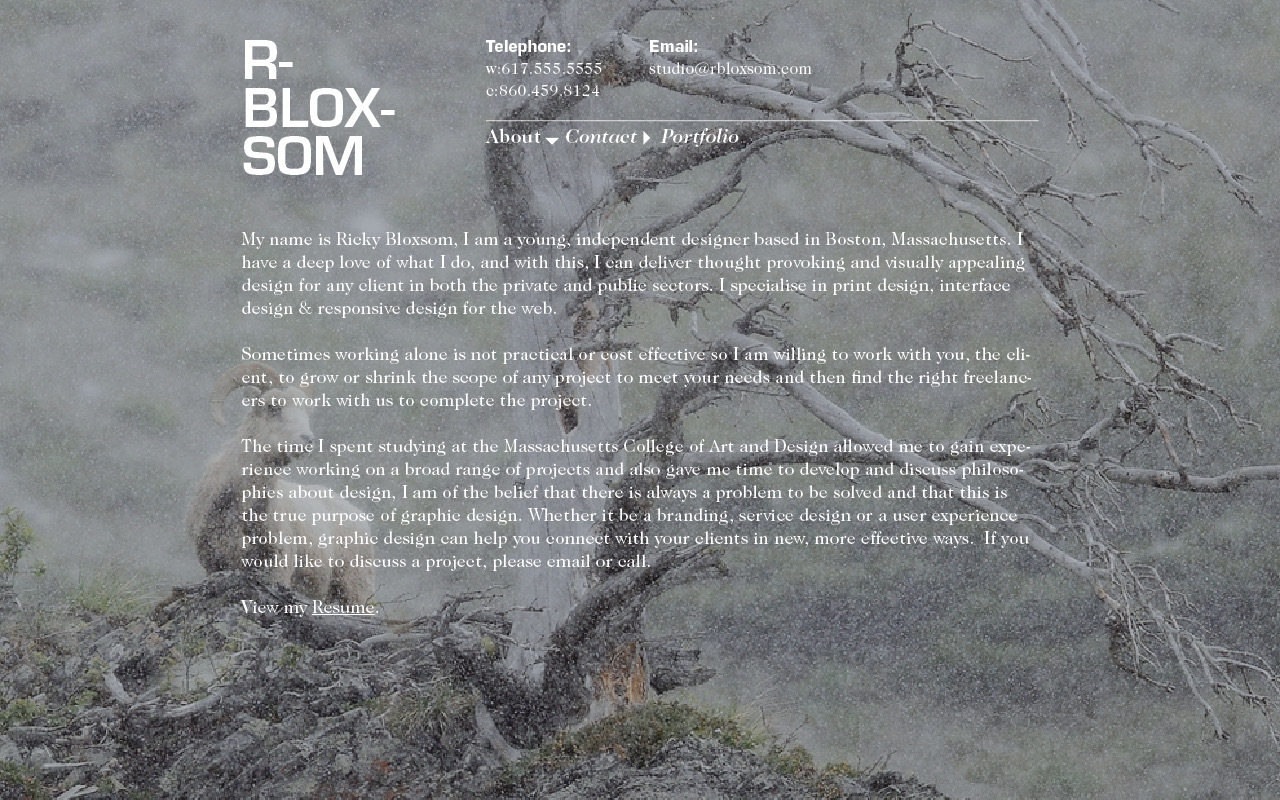 R-
BLOX-
SOM
Telephone:
w:617.555.5555
c:860.459.8124
Email:
studio@rbloxsom.com
About Contact Portfolio
My name is Ricky Bloxsom, I am a young, independent designer based in Boston, Massachusetts. I
have a deep love of what I do, and with this, I can deliver thought provoking and visually appealing
design for any client in both the private and public sectors. I specialise in print design, interface
design & responsive design for the web.
Sometimes working alone is not practical or cost effective so I am willing to work with you, the cli-
ent, to grow or shrink the scope of any project to meet your needs and then find the right freelanc-
ers to work with us to complete the project.
The time I spent studying at the Massachusetts College of Art and Design allowed me to gain expe-
rience working on a broad range of projects and also gave me time to develop and discuss philoso-
phies about design, I am of the belief that there is always a problem to be solved and that this is
the true purpose of graphic design. Whether it be a branding, service design or a user experience
problem, graphic design can help you connect with your clients in new, more effective ways.  If you
would like to discuss a project, please email or call.
View my Resume.